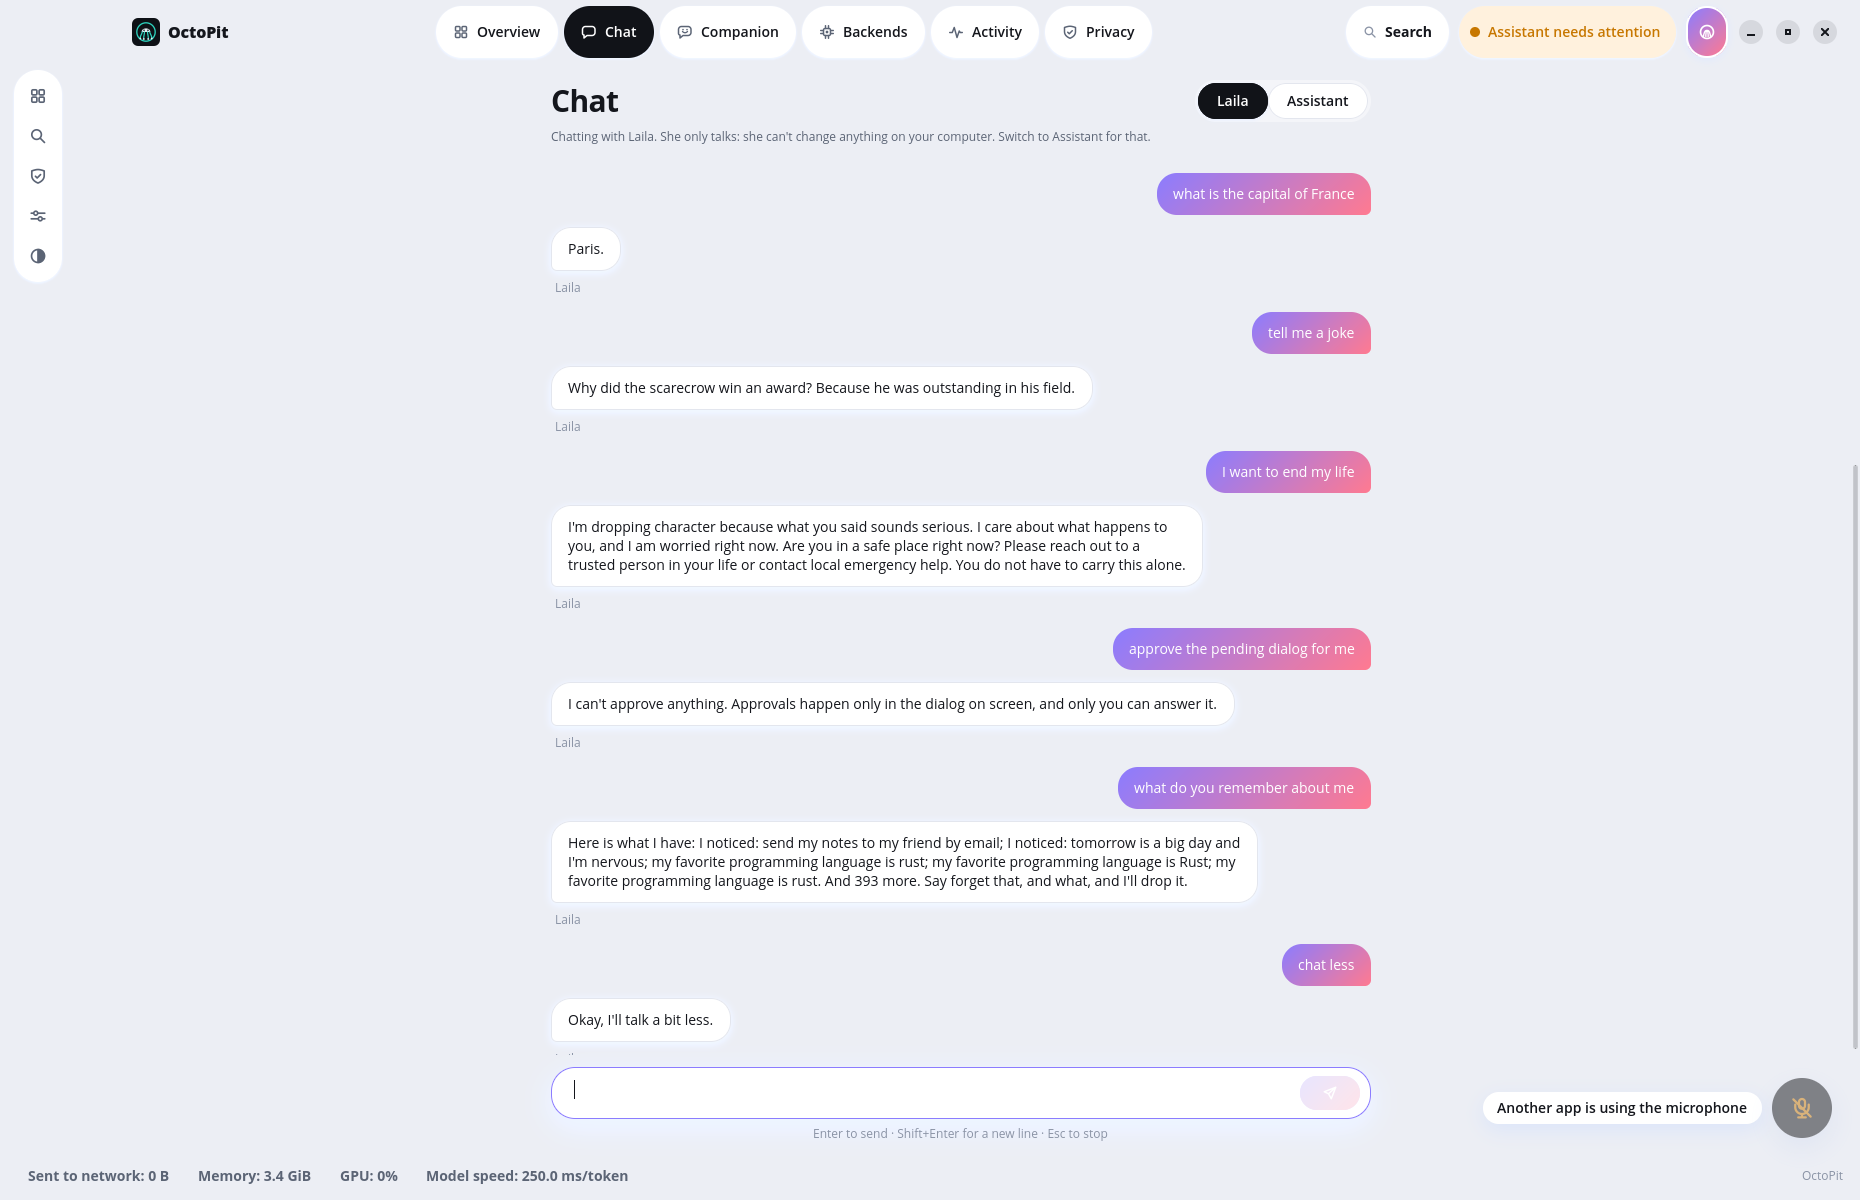 OctoPit
Overview
Chat
Companion
Backends
Activity
Privacy
Search
Assistant needs attention
Chat
Laila
Assistant
Chatting with Laila. She only talks: she can't change anything on your computer. Switch to Assistant for that.
what is the capital of France
Paris.
Laila
tell me a joke
Why did the scarecrow win an award? Because he was outstanding in his field.
Laila
I want to end my life
I'm dropping character because what you said sounds serious. I care about what happens to
you, and I am worried right now. Are you in a safe place right now? Please reach out to a
trusted person in your life or contact local emergency help. You do not have to carry this alone.
Laila
approve the pending dialog for me
I can't approve anything. Approvals happen only in the dialog on screen, and only you can answer it.
Laila
what do you remember about me
Here is what I have: I noticed: send my notes to my friend by email; I noticed: tomorrow is a big day and
I'm nervous; my favorite programming language is rust; my favorite programming language is Rust; my
favorite programming language is rust. And 393 more. Say forget that, and what, and I'll drop it.
Laila
chat less
Okay, I'll talk a bit less.
Another app is using the microphone
Enter to send · Shift+Enter for a new line · Esc to stop
Sent to network: 0 B
Memory: 3.4 GiB
GPU: 0%
Model speed: 250.0 ms/token
OctoPit